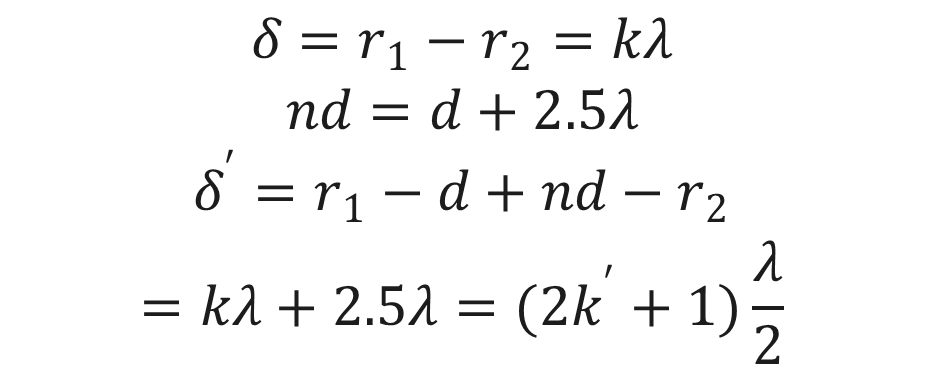 δ = r₁ − r₂ = kλ
nd = d + 2.5λ
δ′ = r₁ − d + nd − r₂
= kλ + 2.5λ = (2k′ + 1) λ/2